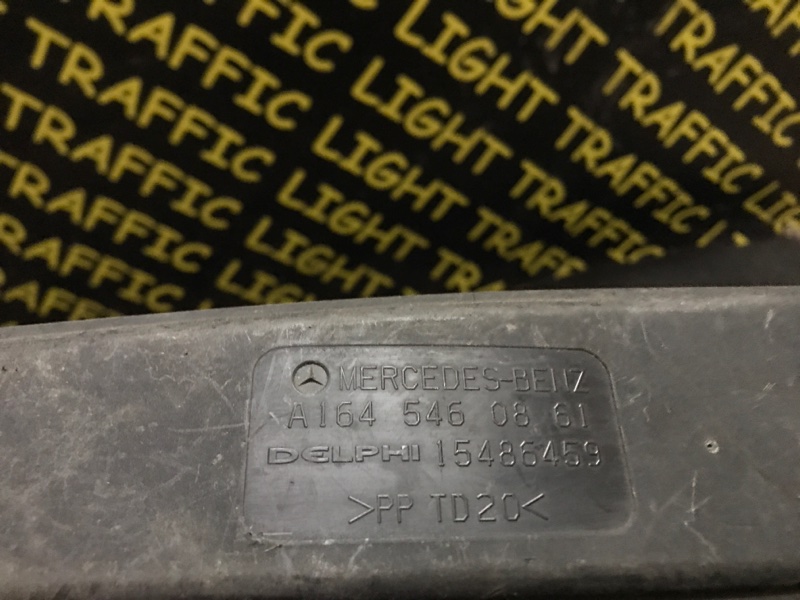 LIGHT TRAFFIC
TRAFFIC LIGHT TRAFFIC
TRAFFIC LIGHT TRAFFIC LIGHT
TRAFFIC LIGHT TRAFFIC
TRAFFIC LIGHT TRAFFIC
TRAFFIC
MERCEDES-BENZ
A164 546 08 61
DELPHI 15486459
>PP TD20<